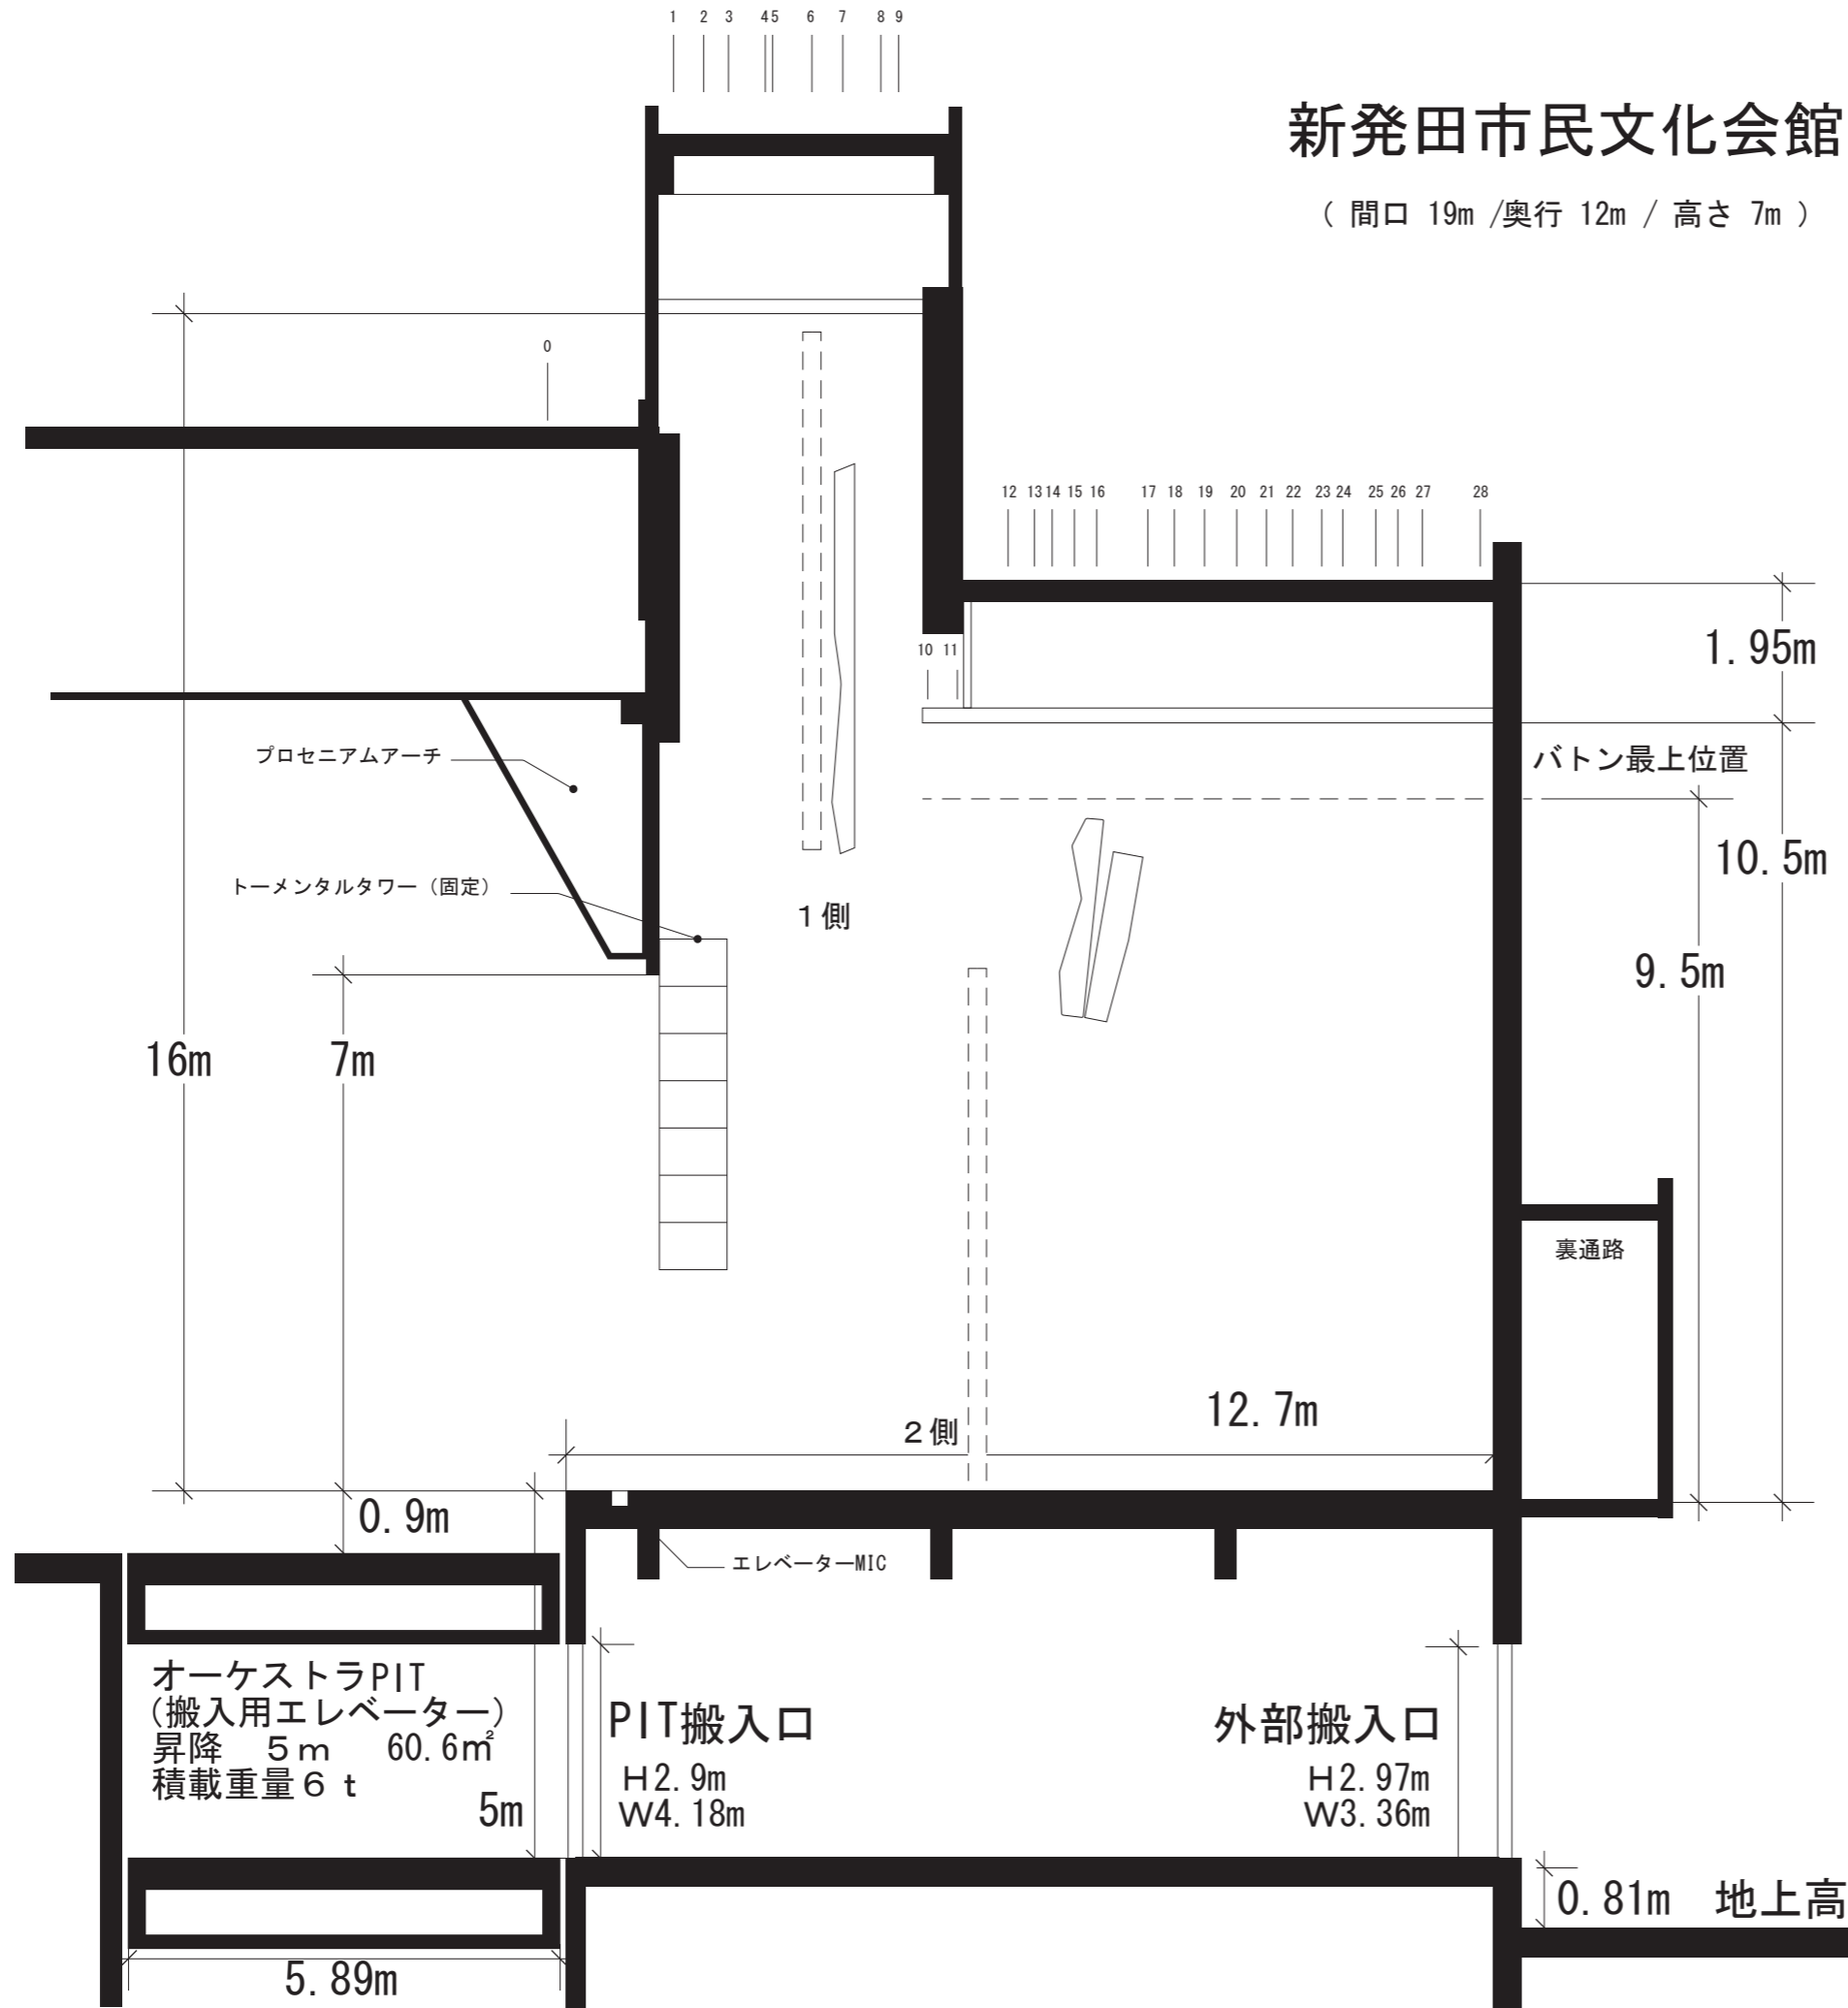 1 2 3 4 5 6 7 8 9
新発田市民文化会館
( 間口 19m /奥行 12m / 高さ 7m )
0
12 13 14 15 16 17 18 19 20 21 22 23 24 25 26 27 28
10 11
1.95m
プロセニアムアーチ
バトン最上位置
10.5m
トーメンタルタワー(固定)
1側
9.5m
16m
7m
裏通路
12.7m
2側
0.9m
エレベーターMIC
オーケストラPIT
(搬入用エレベーター)
昇降 5m 60.6㎡
積載重量6t
5m
PIT搬入口
H2.9m
W4.18m
外部搬入口
H2.97m
W3.36m
0.81m 地上高
5.89m